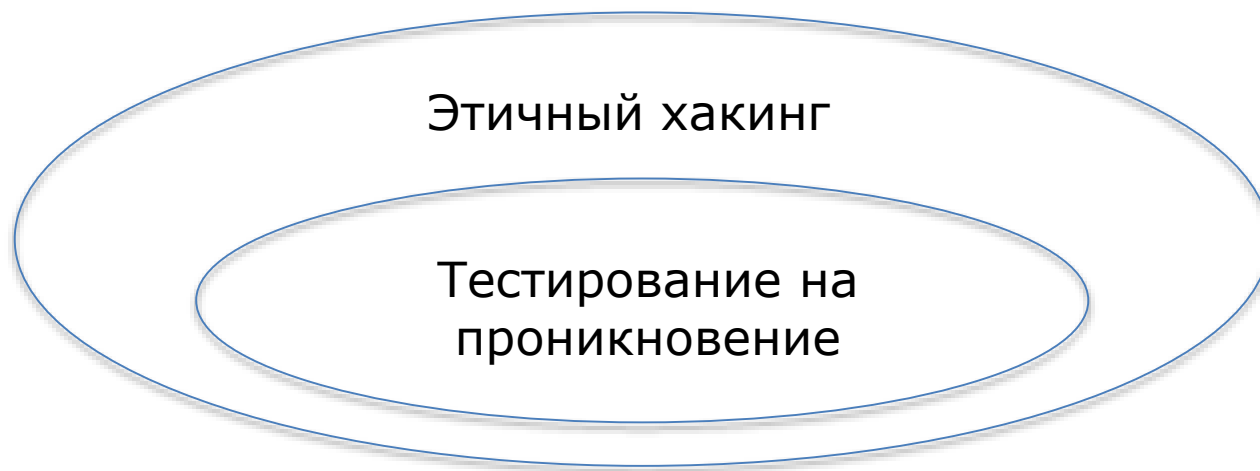 Этичный хакинг
Тестирование на
проникновение